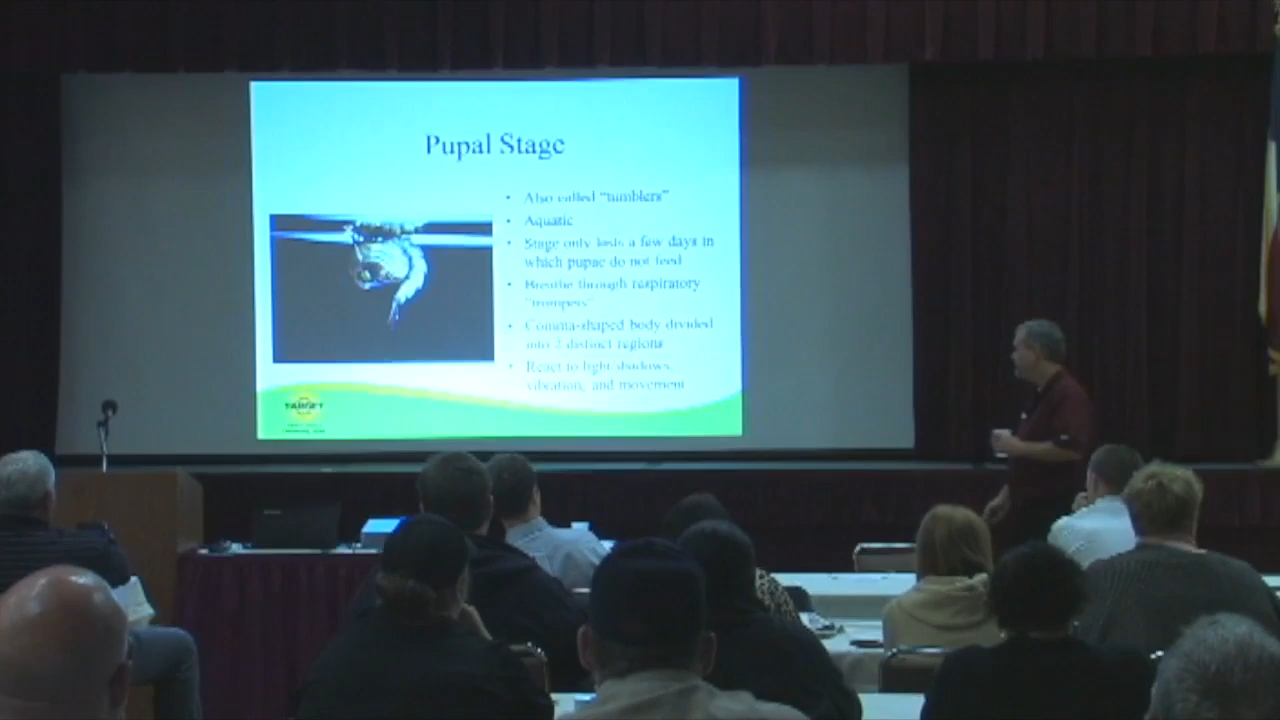 Pupal Stage
• Also called "tumblers"
• Aquatic
• Stage only lasts a few days in
which pupae do not feed
• Breathe through respiratory
"trumpets"
• Comma-shaped body divided
into 2 distinct regions
• React to light/shadows,
vibration, and movement
TARGET